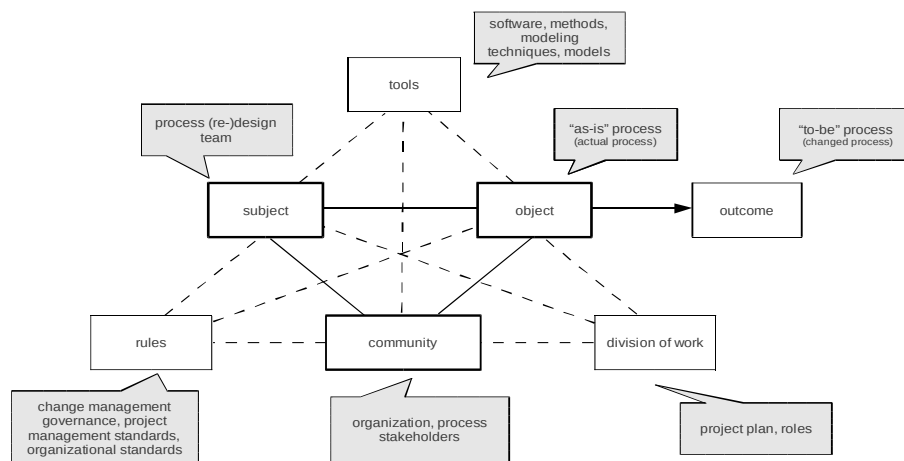 software, methods,
modeling
techniques, models
tools
process (re-)design
team
“as-is” process
(actual process)
“to-be” process
(changed process)
subject
object
outcome
rules
community
division of work
change management
governance, project
management standards,
organizational standards
organization, process
stakeholders
project plan, roles